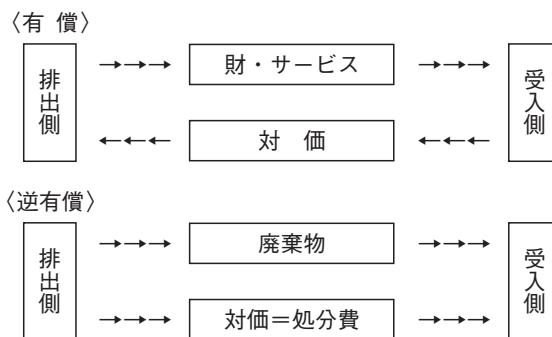 〈有 償〉
排出側
財・サービス
受入側
対 価
〈逆有償〉
排出側
廃棄物
受入側
対価＝処分費